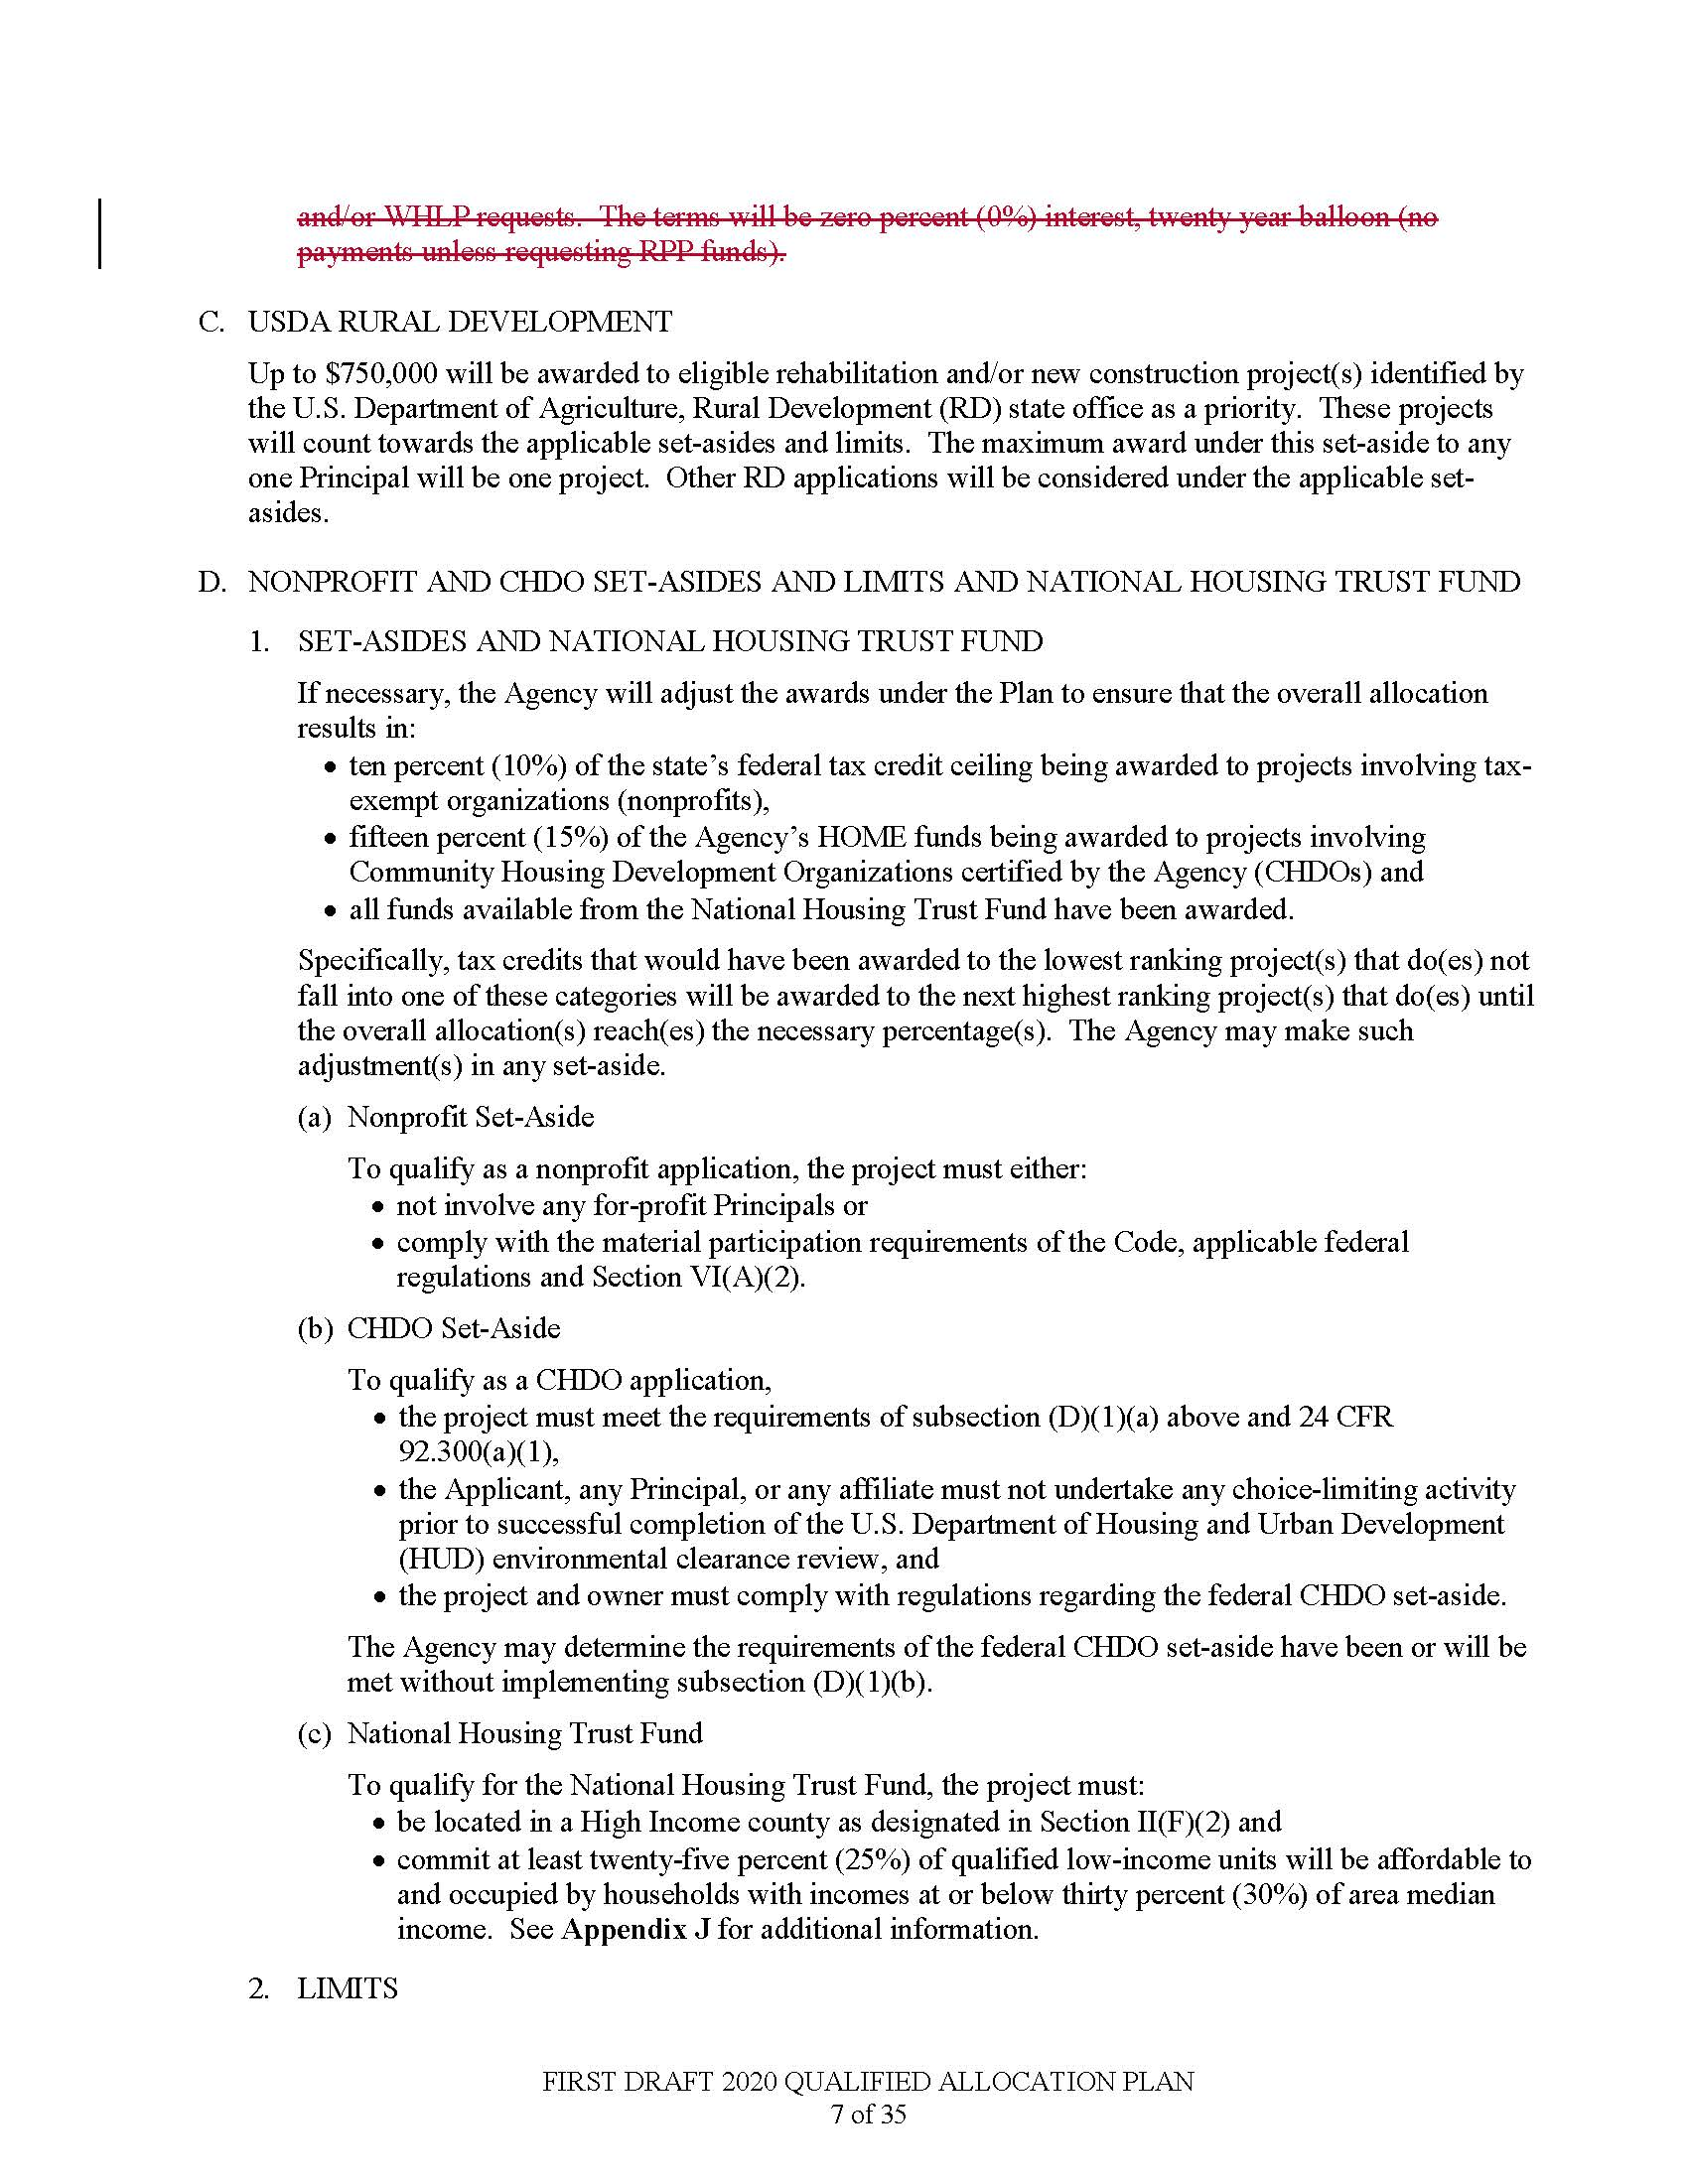 and/or WHLP requests.  The terms will be zero percent (0%) interest, twenty year balloon (no
payments unless requesting RPP funds).
C. USDA RURAL DEVELOPMENT
Up to $750,000 will be awarded to eligible rehabilitation and/or new construction project(s) identified by
the U.S. Department of Agriculture, Rural Development (RD) state office as a priority.  These projects
will count towards the applicable set-asides and limits.  The maximum award under this set-aside to any
one Principal will be one project.  Other RD applications will be considered under the applicable set-
asides.
D. NONPROFIT AND CHDO SET-ASIDES AND LIMITS AND NATIONAL HOUSING TRUST FUND
1. SET-ASIDES AND NATIONAL HOUSING TRUST FUND
If necessary, the Agency will adjust the awards under the Plan to ensure that the overall allocation
results in:
• ten percent (10%) of the state’s federal tax credit ceiling being awarded to projects involving tax-
exempt organizations (nonprofits),
• fifteen percent (15%) of the Agency’s HOME funds being awarded to projects involving
Community Housing Development Organizations certified by the Agency (CHDOs) and
• all funds available from the National Housing Trust Fund have been awarded.
Specifically, tax credits that would have been awarded to the lowest ranking project(s) that do(es) not
fall into one of these categories will be awarded to the next highest ranking project(s) that do(es) until
the overall allocation(s) reach(es) the necessary percentage(s).  The Agency may make such
adjustment(s) in any set-aside.
(a) Nonprofit Set-Aside
To qualify as a nonprofit application, the project must either:
• not involve any for-profit Principals or
• comply with the material participation requirements of the Code, applicable federal
regulations and Section VI(A)(2).
(b) CHDO Set-Aside
To qualify as a CHDO application,
• the project must meet the requirements of subsection (D)(1)(a) above and 24 CFR
92.300(a)(1),
• the Applicant, any Principal, or any affiliate must not undertake any choice-limiting activity
prior to successful completion of the U.S. Department of Housing and Urban Development
(HUD) environmental clearance review, and
• the project and owner must comply with regulations regarding the federal CHDO set-aside.
The Agency may determine the requirements of the federal CHDO set-aside have been or will be
met without implementing subsection (D)(1)(b).
(c) National Housing Trust Fund
To qualify for the National Housing Trust Fund, the project must:
• be located in a High Income county as designated in Section II(F)(2) and
• commit at least twenty-five percent (25%) of qualified low-income units will be affordable to
and occupied by households with incomes at or below thirty percent (30%) of area median
income.  See Appendix J for additional information.
2. LIMITS
FIRST DRAFT 2020 QUALIFIED ALLOCATION PLAN
7 of 35